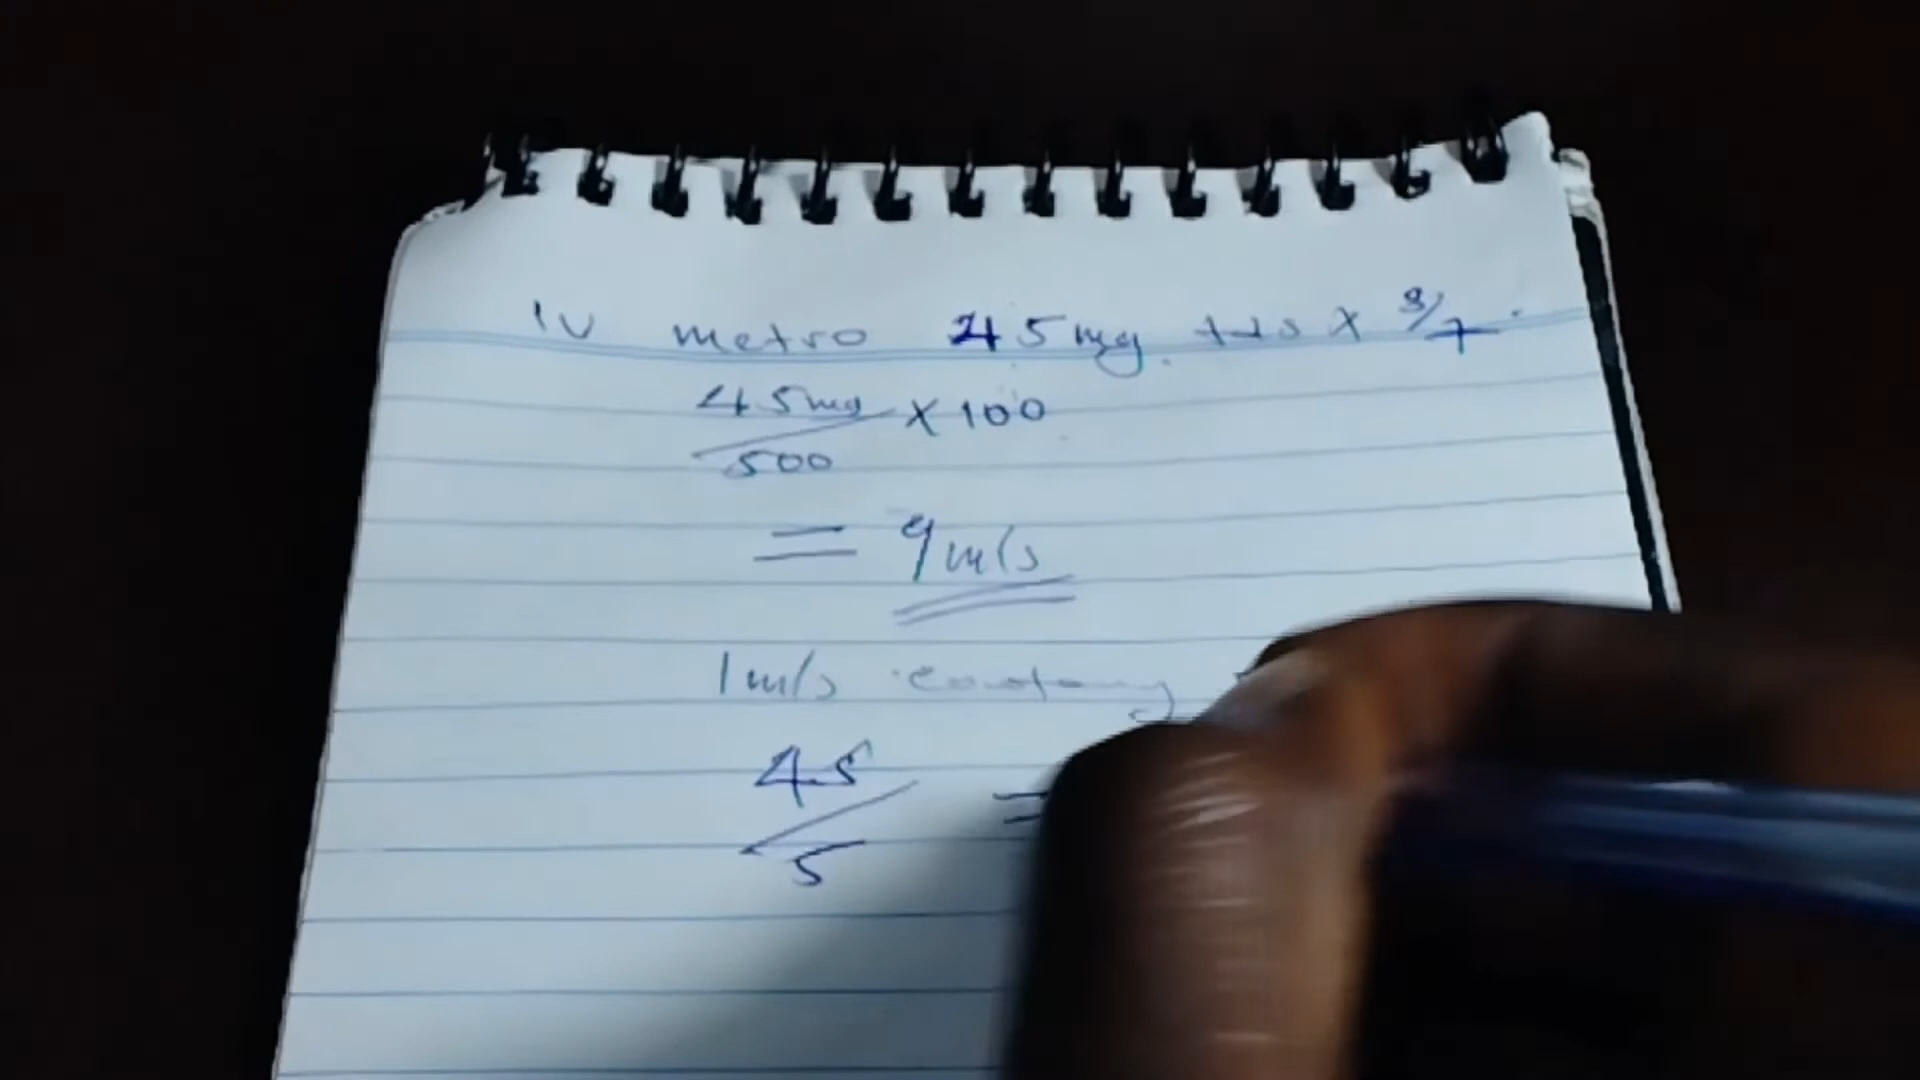 IV metro 45mg. tds x 3/7.
45mg x 100
500
= 9mls
1mls
45
5 =